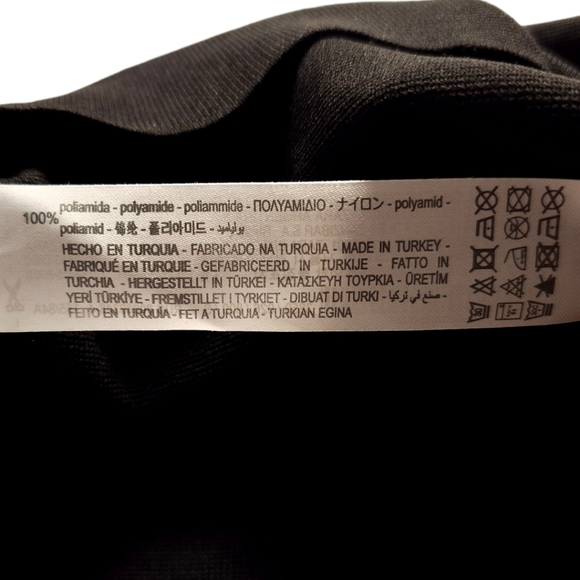 100% poliamida - polyamide - poliammide - ΠΟΛΥΑΜΙΔΙΟ - ナイロン - polyamid -
poliamid - 锦纶 - 폴리아미드 - بولياميد -
HECHO EN TURQUIA - FABRICADO NA TURQUIA - MADE IN TURKEY -
FABRIQUÉ EN TURQUIE - GEFABRICEERD IN TURKIJE - FATTO IN
TURCHIA - HERGESTELLT IN TÜRKEI - ΚΑΤΑΣΚΕΥΗ ΤΟΥΡΚΙΑ - ÜRETİM
YERİ TÜRKİYE - FREMSTILLET I TYRKIET - DIBUAT DI TURKI - صنع في تركيا -
FEITO EN TURQUÍA - FET A TURQUIA - TURKIAN EGINA